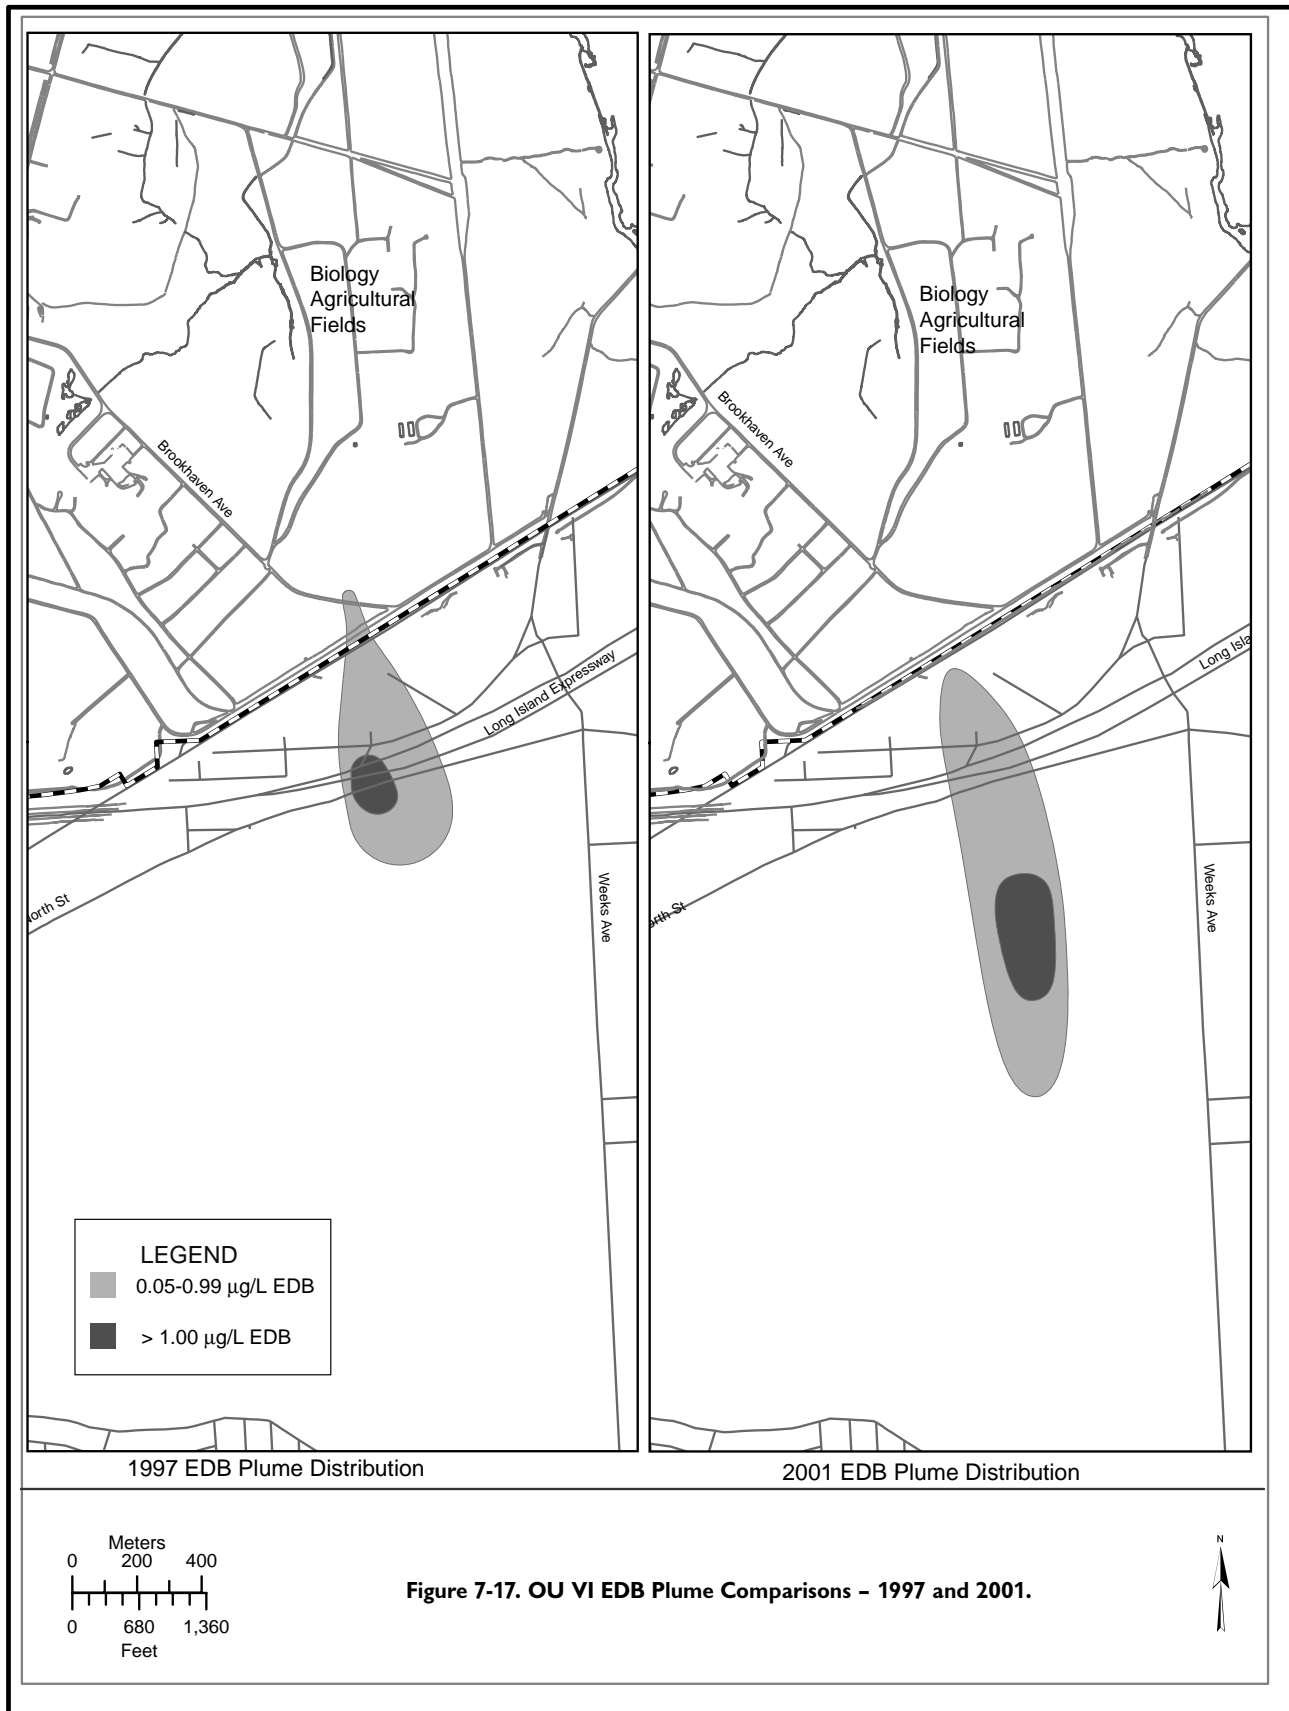 Biology
Agricultural
Fields
Brookhaven Ave
Long Island Expressway
Weeks Ave
North St
LEGEND
0.05-0.99 µg/L EDB
> 1.00 µg/L EDB
1997 EDB Plume Distribution
Biology
Agricultural
Fields
Brookhaven Ave
Long Isla
Weeks Ave
orth St
2001 EDB Plume Distribution
Meters
0 200 400
0 680 1,360
Feet
Figure 7-17. OU VI EDB Plume Comparisons – 1997 and 2001.
N